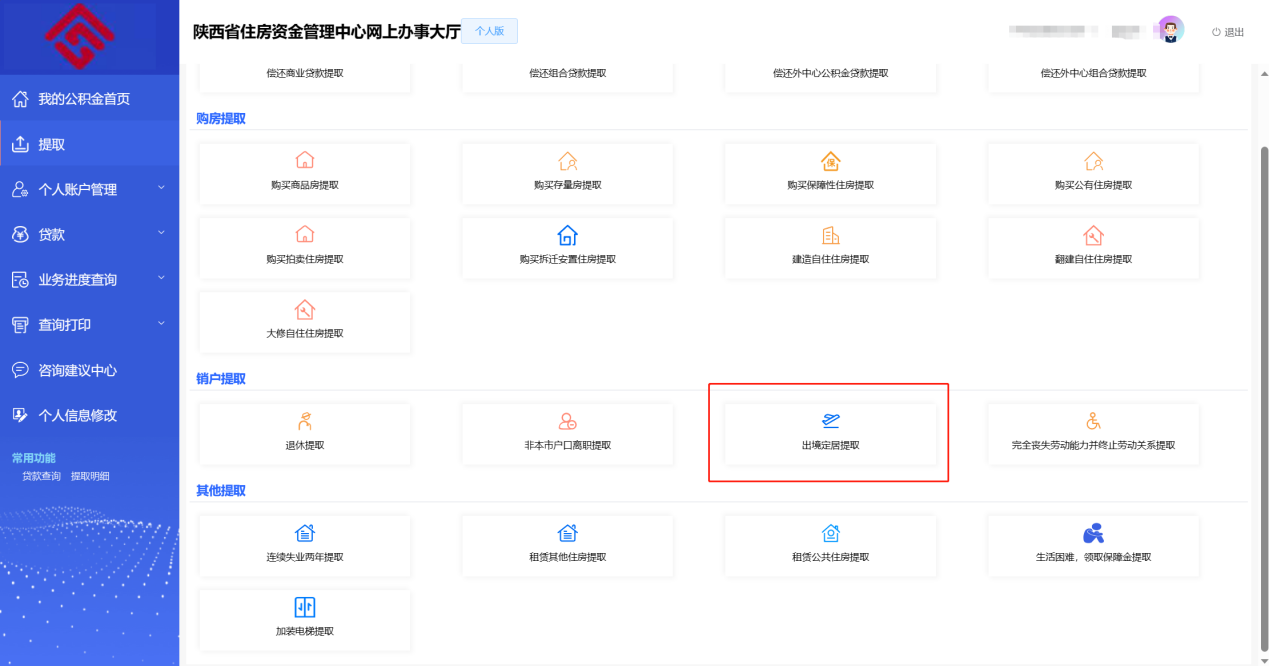 陕西省住房资金管理中心网上办事大厅
个人版
退出
我的公积金首页
提取
个人账户管理
贷款
业务进度查询
查询打印
咨询建议中心
个人信息修改
常用功能
贷款查询 提取明细
偿还商业贷款提取
偿还组合贷款提取
偿还外中心公积金贷款提取
偿还外中心组合贷款提取
购房提取
购买商品房提取
购买存量房提取
保
购买保障性住房提取
购买公有住房提取
购买拍卖住房提取
购买拆迁安置住房提取
建造自住住房提取
翻建自住住房提取
大修自住住房提取
销户提取
退休提取
非本市户口离职提取
出境定居提取
完全丧失劳动能力并终止劳动关系提取
其他提取
连续失业两年提取
租赁其他住房提取
租赁公共住房提取
生活困难，领取保障金提取
加装电梯提取